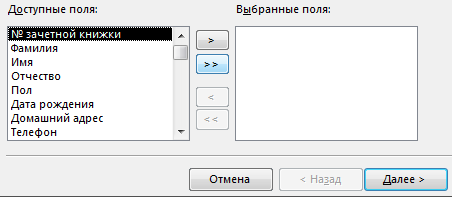 Доступные поля:
Выбранные поля:
№ зачетной книжки
Фамилия
Имя
Отчество
Пол
Дата рождения
Домашний адрес
Телефон
>
>>
<
<<
Отмена
< Назад
Далее >